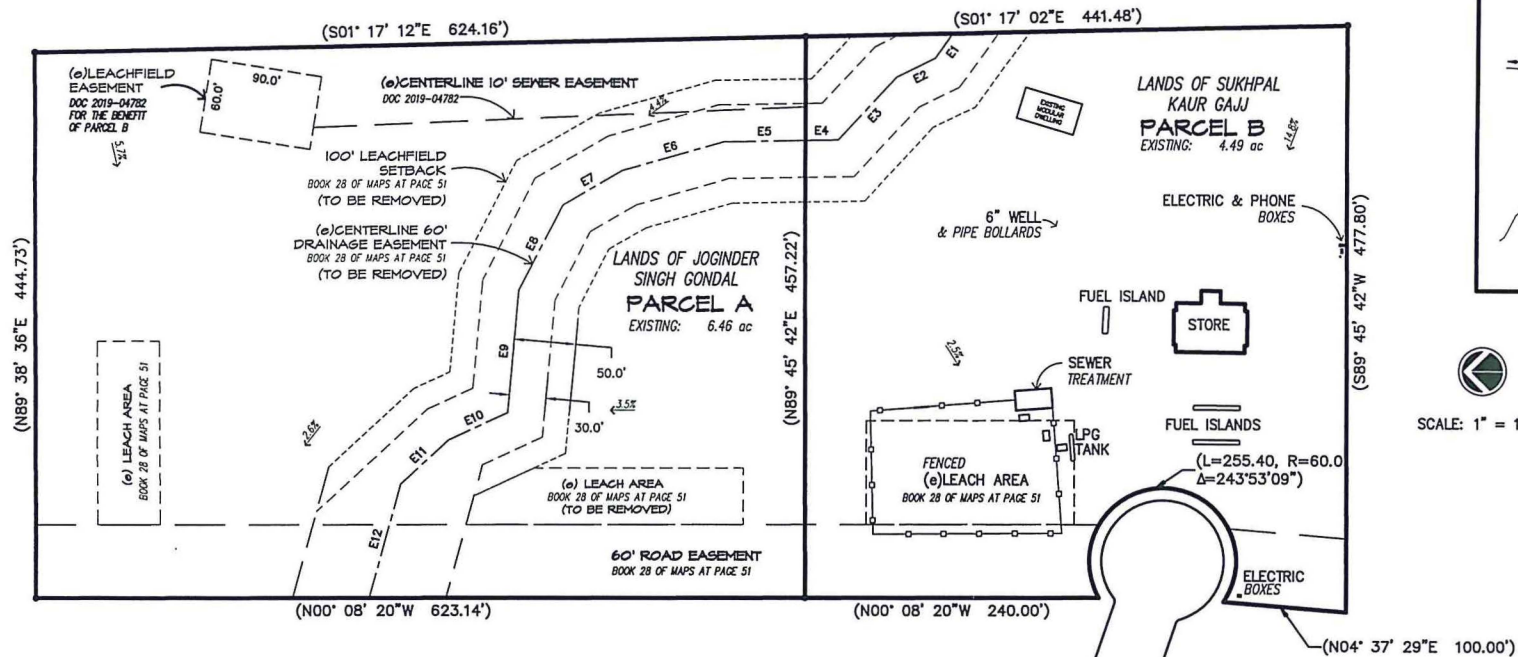 (S01° 17' 12"E 624.16')
(S01° 17' 02"E 441.48')
(e)LEACHFIELD
EASEMENT
DOC 2019-04782
FOR THE BENEFIT
OF PARCEL B
5.7%
90.0'
60.0'
(e)CENTERLINE 10' SEWER EASEMENT
DOC 2019-04782
4.4%
100' LEACHFIELD
SETBACK
BOOK 28 OF MAPS AT PAGE 51
(TO BE REMOVED)
(e)CENTERLINE 60'
DRAINAGE EASEMENT
BOOK 28 OF MAPS AT PAGE 51
(TO BE REMOVED)
E1
E2
E3
E4
E5
E6
E7
E8
E9
E10
E11
E12
LANDS OF JOGINDER
SINGH GONDAL
PARCEL A
EXISTING: 6.46 ac
50.0'
30.0'
3.5%
2.6%
(N89° 38' 36"E 444.73')
(e) LEACH AREA
BOOK 28 OF MAPS AT PAGE 51
(e) LEACH AREA
BOOK 28 OF MAPS AT PAGE 51
(TO BE REMOVED)
60' ROAD EASEMENT
BOOK 28 OF MAPS AT PAGE 51
(N00° 08' 20"W 623.14')
(N89° 45' 42"E 457.22')
EXISTING
MODULAR
DWELLING
LANDS OF SUKHPAL
KAUR GAJJ
PARCEL B
EXISTING: 4.49 ac
14.8%
6" WELL
& PIPE BOLLARDS
ELECTRIC & PHONE
BOXES
FUEL ISLAND
STORE
2.5%
SEWER
TREATMENT
LPG
TANK
FENCED
(e)LEACH AREA
BOOK 28 OF MAPS AT PAGE 51
FUEL ISLANDS
(L=255.40, R=60.0
Δ=243°53'09")
(S89° 45' 42"W 477.80')
SCALE: 1" = 1
ELECTRIC
BOXES
(N00° 08' 20"W 240.00')
(N04° 37' 29"E 100.00')